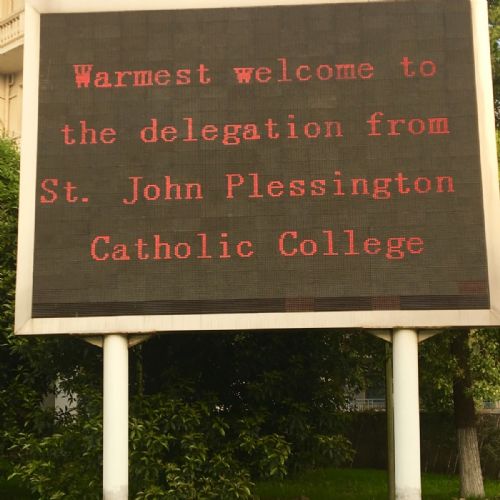 Warmest welcome to
the delegation from
St. John Plessington
Catholic College